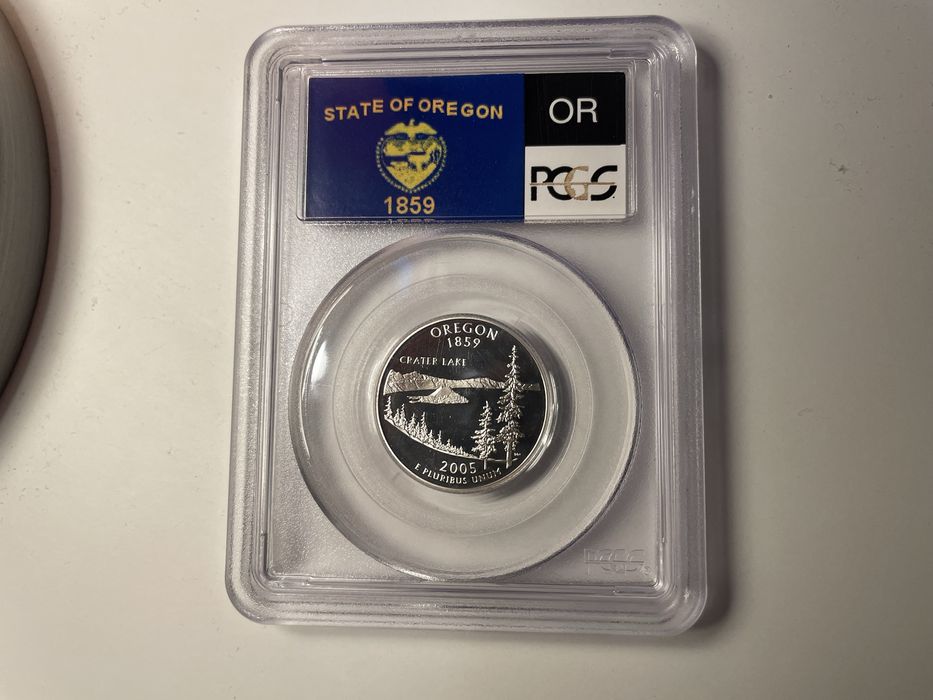 STATE OF OREGON
1859
OR
PCGS
OREGON
1859
CRATER LAKE
2005
E PLURIBUS UNUM
PCGS